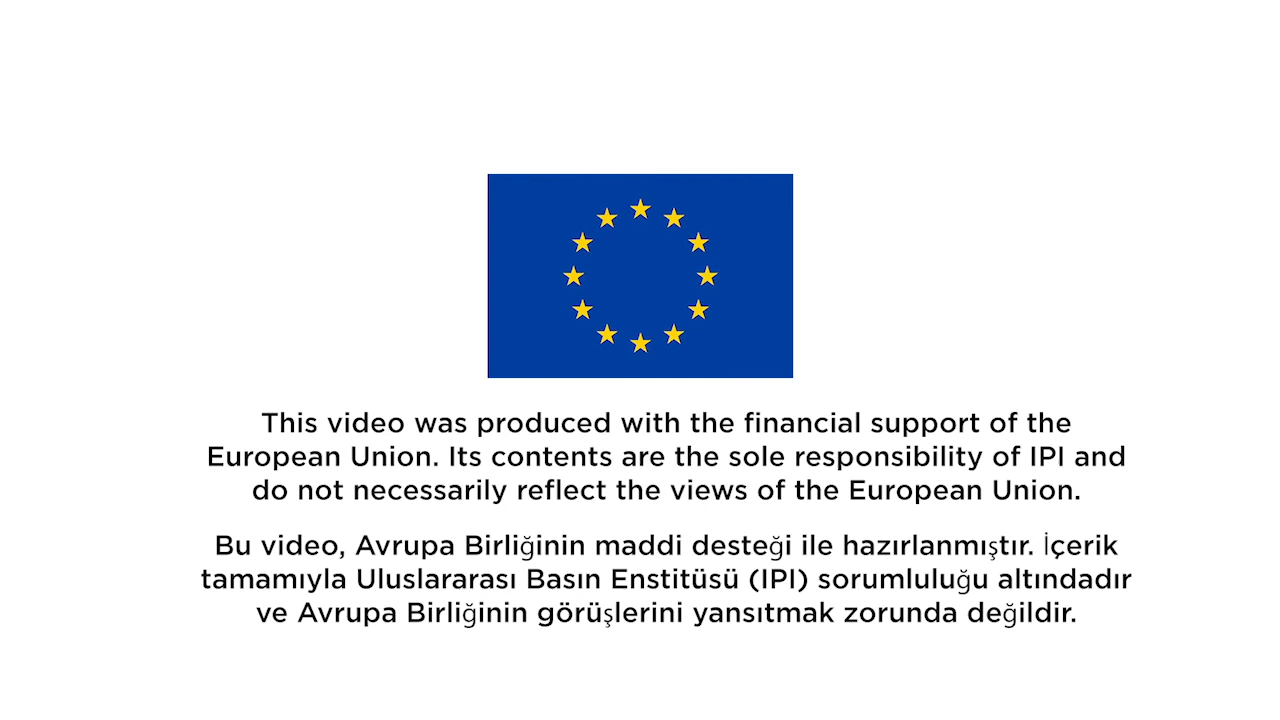 This video was produced with the financial support of the
European Union. Its contents are the sole responsibility of IPI and
do not necessarily reflect the views of the European Union.
Bu video, Avrupa Birliğinin maddi desteği ile hazırlanmıştır. İçerik
tamamıyla Uluslararası Basın Enstitüsü (IPI) sorumluluğu altındadır
ve Avrupa Birliğinin görüşlerini yansıtmak zorunda değildir.